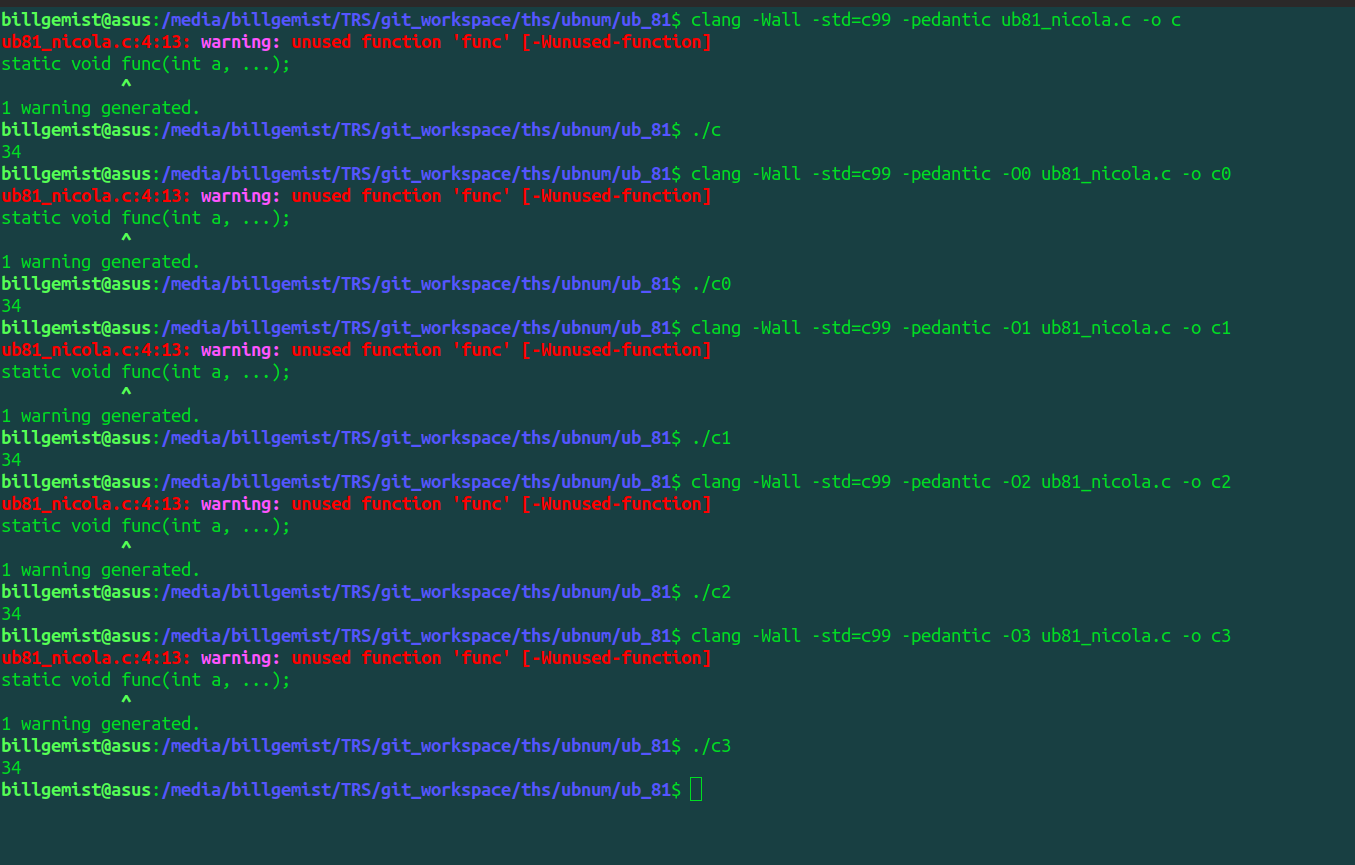 billgemist@asus:/media/billgemist/TRS/git_workspace/ths/ubnum/ub_81$ clang -Wall -std=c99 -pedantic ub81_nicola.c -o c
ub81_nicola.c:4:13: warning: unused function 'func' [-Wunused-function]
static void func(int a, ...);
            ^
1 warning generated.
billgemist@asus:/media/billgemist/TRS/git_workspace/ths/ubnum/ub_81$ ./c
34
billgemist@asus:/media/billgemist/TRS/git_workspace/ths/ubnum/ub_81$ clang -Wall -std=c99 -pedantic -O0 ub81_nicola.c -o c0
ub81_nicola.c:4:13: warning: unused function 'func' [-Wunused-function]
static void func(int a, ...);
            ^
1 warning generated.
billgemist@asus:/media/billgemist/TRS/git_workspace/ths/ubnum/ub_81$ ./c0
34
billgemist@asus:/media/billgemist/TRS/git_workspace/ths/ubnum/ub_81$ clang -Wall -std=c99 -pedantic -O1 ub81_nicola.c -o c1
ub81_nicola.c:4:13: warning: unused function 'func' [-Wunused-function]
static void func(int a, ...);
            ^
1 warning generated.
billgemist@asus:/media/billgemist/TRS/git_workspace/ths/ubnum/ub_81$ ./c1
34
billgemist@asus:/media/billgemist/TRS/git_workspace/ths/ubnum/ub_81$ clang -Wall -std=c99 -pedantic -O2 ub81_nicola.c -o c2
ub81_nicola.c:4:13: warning: unused function 'func' [-Wunused-function]
static void func(int a, ...);
            ^
1 warning generated.
billgemist@asus:/media/billgemist/TRS/git_workspace/ths/ubnum/ub_81$ ./c2
34
billgemist@asus:/media/billgemist/TRS/git_workspace/ths/ubnum/ub_81$ clang -Wall -std=c99 -pedantic -O3 ub81_nicola.c -o c3
ub81_nicola.c:4:13: warning: unused function 'func' [-Wunused-function]
static void func(int a, ...);
            ^
1 warning generated.
billgemist@asus:/media/billgemist/TRS/git_workspace/ths/ubnum/ub_81$ ./c3
34
billgemist@asus:/media/billgemist/TRS/git_workspace/ths/ubnum/ub_81$